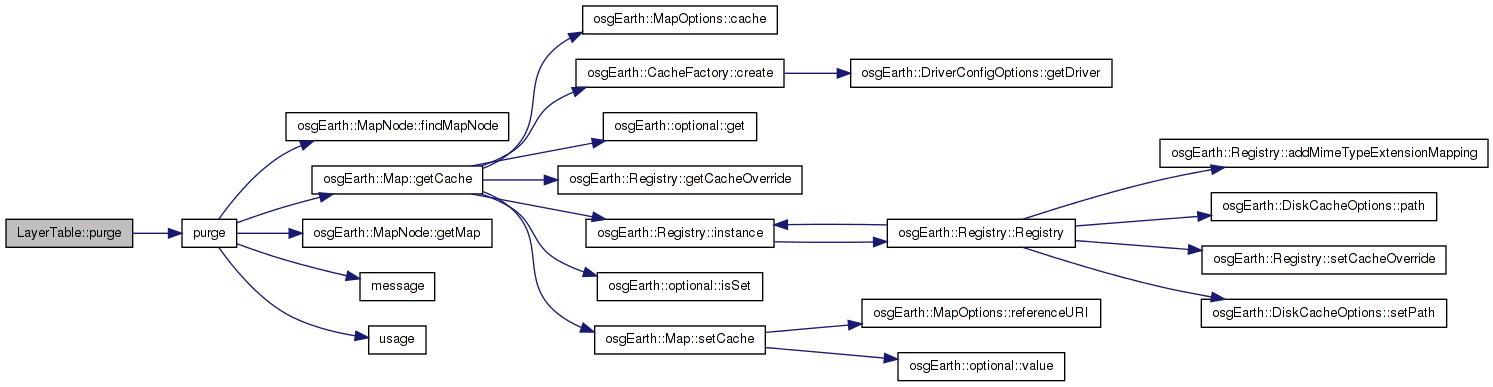 LayerTable::purge
purge
osgEarth::MapNode::findMapNode
osgEarth::Map::getCache
osgEarth::MapNode::getMap
message
usage
osgEarth::MapOptions::cache
osgEarth::CacheFactory::create
osgEarth::optional::get
osgEarth::Registry::getCacheOverride
osgEarth::Registry::instance
osgEarth::optional::isSet
osgEarth::Map::setCache
osgEarth::DriverConfigOptions::getDriver
osgEarth::Registry::Registry
osgEarth::MapOptions::referenceURI
osgEarth::optional::value
osgEarth::Registry::addMimeTypeExtensionMapping
osgEarth::DiskCacheOptions::path
osgEarth::Registry::setCacheOverride
osgEarth::DiskCacheOptions::setPath